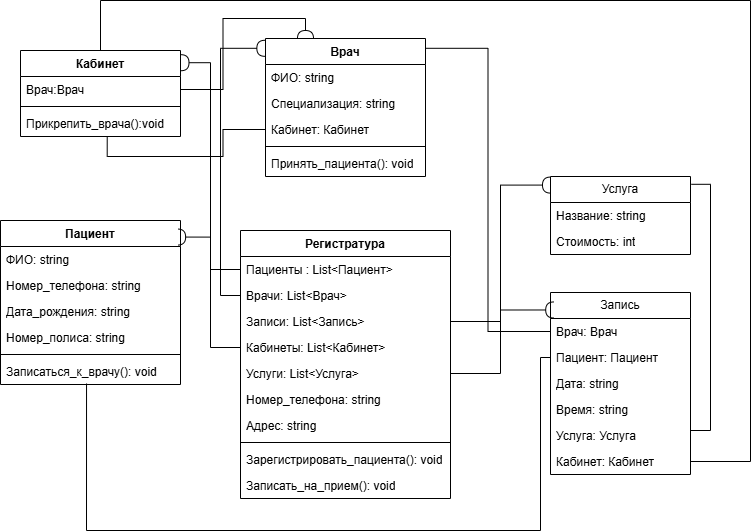 Кабинет
Врач:Врач
Прикрепить_врача():void
Врач
ФИО: string
Специализация: string
Кабинет: Кабинет
Принять_пациента(): void
Услуга
Название: string
Стоимость: int
Пациент
ФИО: string
Номер_телефона: string
Дата_рождения: string
Номер_полиса: string
Записаться_к_врачу(): void
Регистратура
Пациенты : List<Пациент>
Врачи: List<Врач>
Записи: List<Запись>
Кабинеты: List<Кабинет>
Услуги: List<Услуга>
Номер_телефона: string
Адрес: string
Зарегистрировать_пациента(): void
Записать_на_прием(): void
Запись
Врач: Врач
Пациент: Пациент
Дата: string
Время: string
Услуга: Услуга
Кабинет: Кабинет